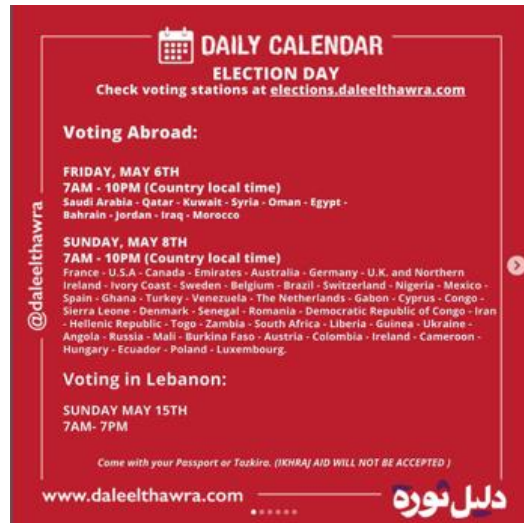 DAILY CALENDAR
ELECTION DAY
Check voting stations at elections.daleelthawra.com
Voting Abroad:
FRIDAY, MAY 6TH
7AM - 10PM (Country local time)
Saudi Arabia - Qatar - Kuwait - Syria - Oman - Egypt -
Bahrain - Jordan - Iraq - Morocco
SUNDAY, MAY 8TH
7AM - 10PM (Country local time)
France - U.S.A - Canada - Emirates - Australia - Germany - U.K. and Northern
Ireland - Ivory Coast - Sweden - Belgium - Brazil - Switzerland - Nigeria - Mexico -
Spain - Ghana - Turkey - Venezuela - The Netherlands - Gabon - Cyprus - Congo -
Sierra Leone - Denmark - Senegal - Romania - Democratic Republic of Congo - Iran
- Hellenic Republic - Togo - Zambia - South Africa - Liberia - Guinea - Ukraine -
Angola - Russia - Mali - Burkina Faso - Austria - Colombia - Ireland - Cameroon -
Hungary - Ecuador - Poland - Luxembourg.
Voting in Lebanon:
SUNDAY MAY 15TH
7AM- 7PM
Come with your Passport or Tazkira. (IKHRAJ AID WILL NOT BE ACCEPTED )
@daleelthawra
www.daleelthawra.com
دليل ثورة